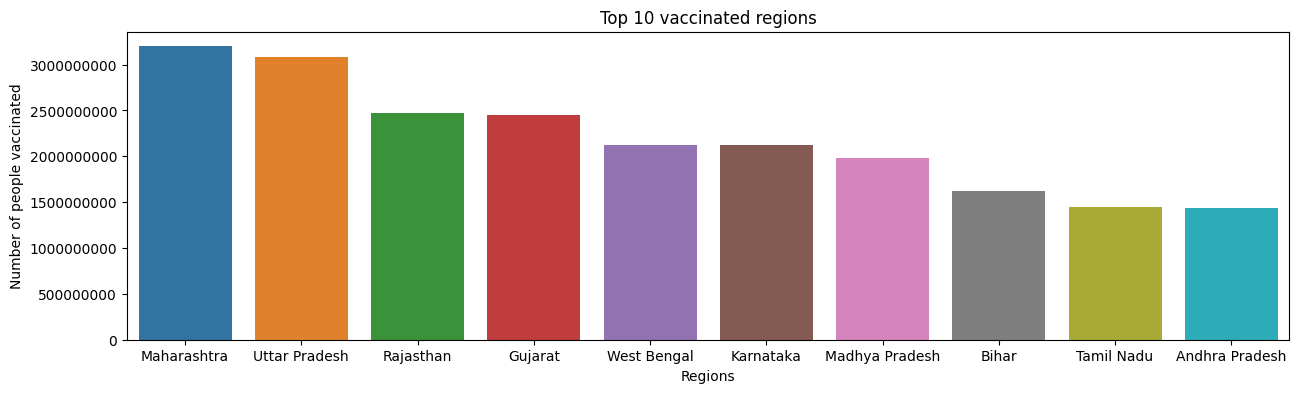 Top 10 vaccinated regions
Number of people vaccinated
3000000000
2500000000
2000000000
1500000000
1000000000
500000000
0
Maharashtra Uttar Pradesh Rajasthan Gujarat West Bengal Karnataka Madhya Pradesh Bihar Tamil Nadu Andhra Pradesh
Regions